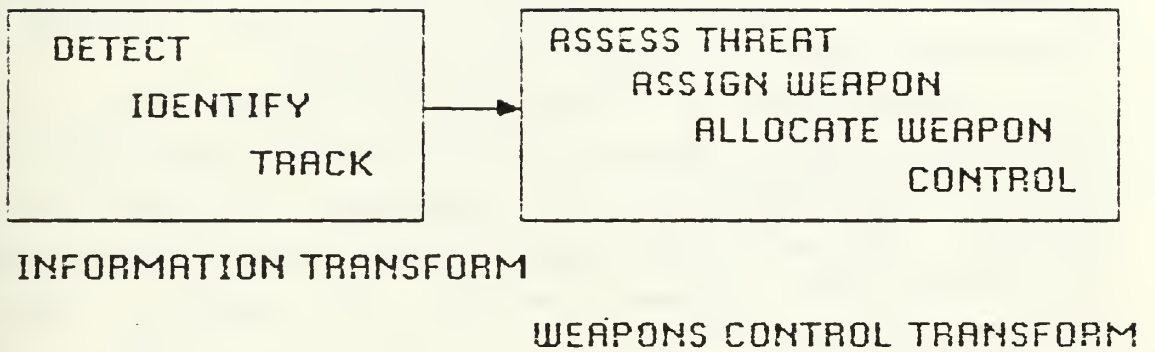 DETECT
IDENTIFY
TRACK
ASSESS THREAT
ASSIGN WEAPON
ALLOCATE WEAPON
CONTROL
INFORMATION TRANSFORM
WEAPONS CONTROL TRANSFORM